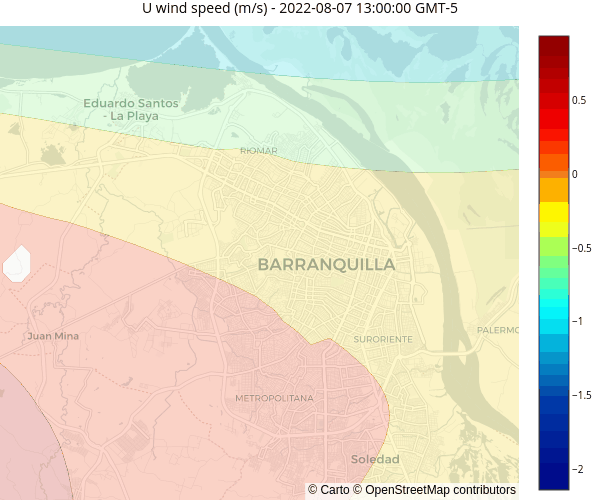 U wind speed (m/s) - 2022-08-07 13:00:00 GMT-5
Eduardo Santos
- La Playa
RIOMAR
BARRANQUILLA
SURORIENTE
PALERMO
Juan Mina
METROPOLITANA
Soledad
© Carto © OpenStreetMap contributors
0.5
0
−0.5
−1
−1.5
−2